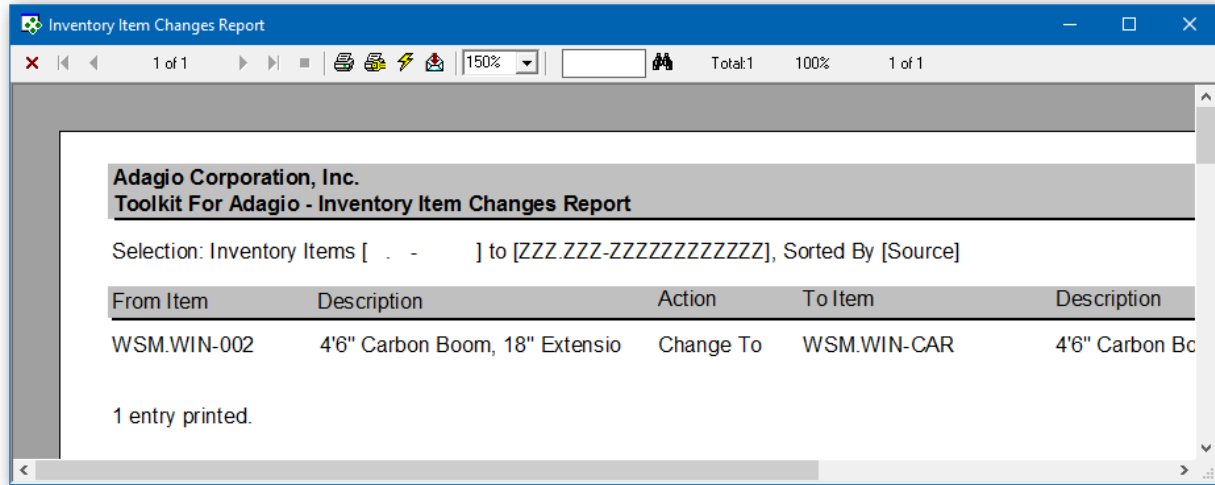 Inventory Item Changes Report
1 of 1 150% Total:1 100% 1 of 1
Adagio Corporation, Inc.
Toolkit For Adagio - Inventory Item Changes Report
Selection: Inventory Items [ . - ] to [ZZZ.ZZZ-ZZZZZZZZZZZZ], Sorted By [Source]
From Item Description Action To Item Description
WSM.WIN-002 4'6" Carbon Boom, 18" Extensio Change To WSM.WIN-CAR 4'6" Carbon Bo
1 entry printed.